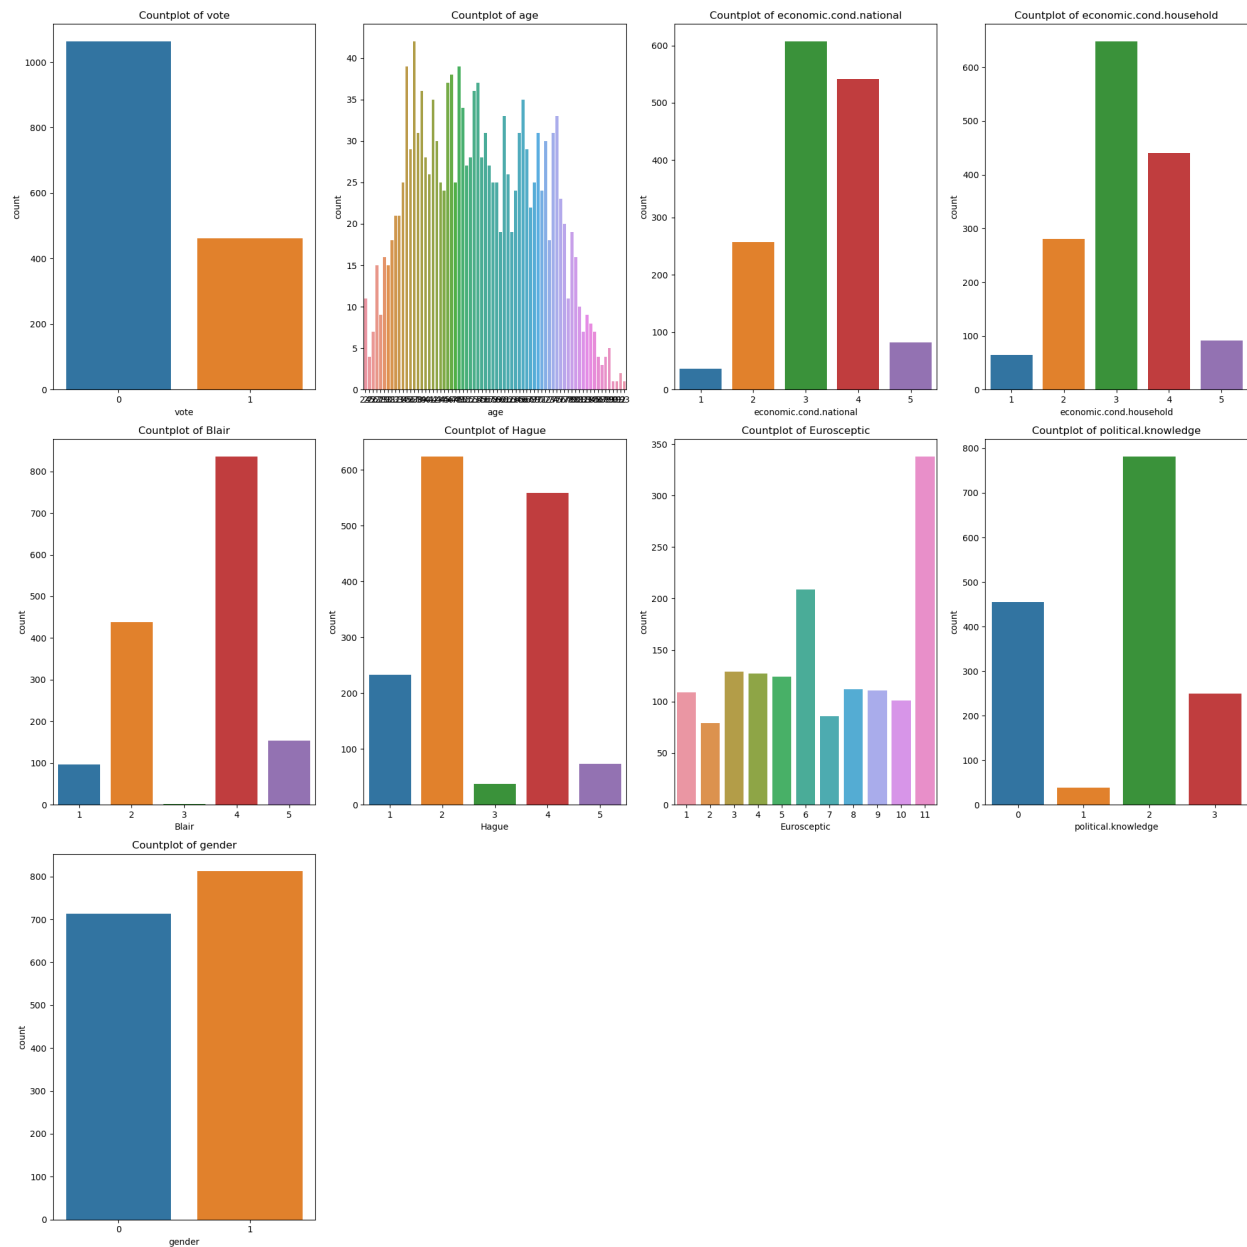 Countplot of vote
count
1000
800
600
400
200
0
0 1
vote
Countplot of age
count
40
35
30
25
20
15
10
5
0
age
Countplot of economic.cond.national
count
600
500
400
300
200
100
0
1 2 3 4 5
economic.cond.national
Countplot of economic.cond.household
count
600
500
400
300
200
100
0
1 2 3 4 5
economic.cond.household
Countplot of Blair
count
800
700
600
500
400
300
200
100
0
1 2 3 4 5
Blair
Countplot of Hague
count
600
500
400
300
200
100
0
1 2 3 4 5
Hague
Countplot of Eurosceptic
count
350
300
250
200
150
100
50
0
1 2 3 4 5 6 7 8 9 10 11
Eurosceptic
Countplot of political.knowledge
count
800
700
600
500
400
300
200
100
0
0 1 2 3
political.knowledge
Countplot of gender
count
800
700
600
500
400
300
200
100
0
0 1
gender